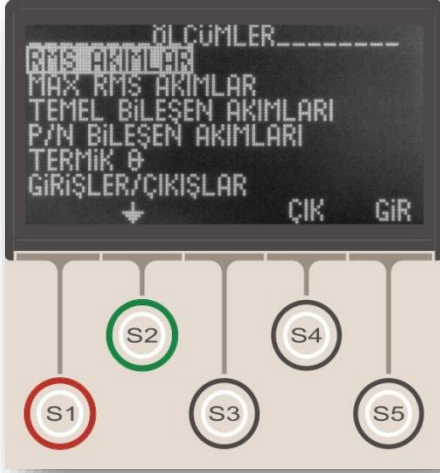 ÖLÇÜMLER________
RMS AKIMLAR
MAX RMS AKIMLAR
TEMEL BİLEŞEN AKIMLARI
P/N BİLEŞEN AKIMLARI
TERMİK θ
GİRİŞLER/ÇIKIŞLAR
ÇIK GİR
S2 S4
S1 S3 S5